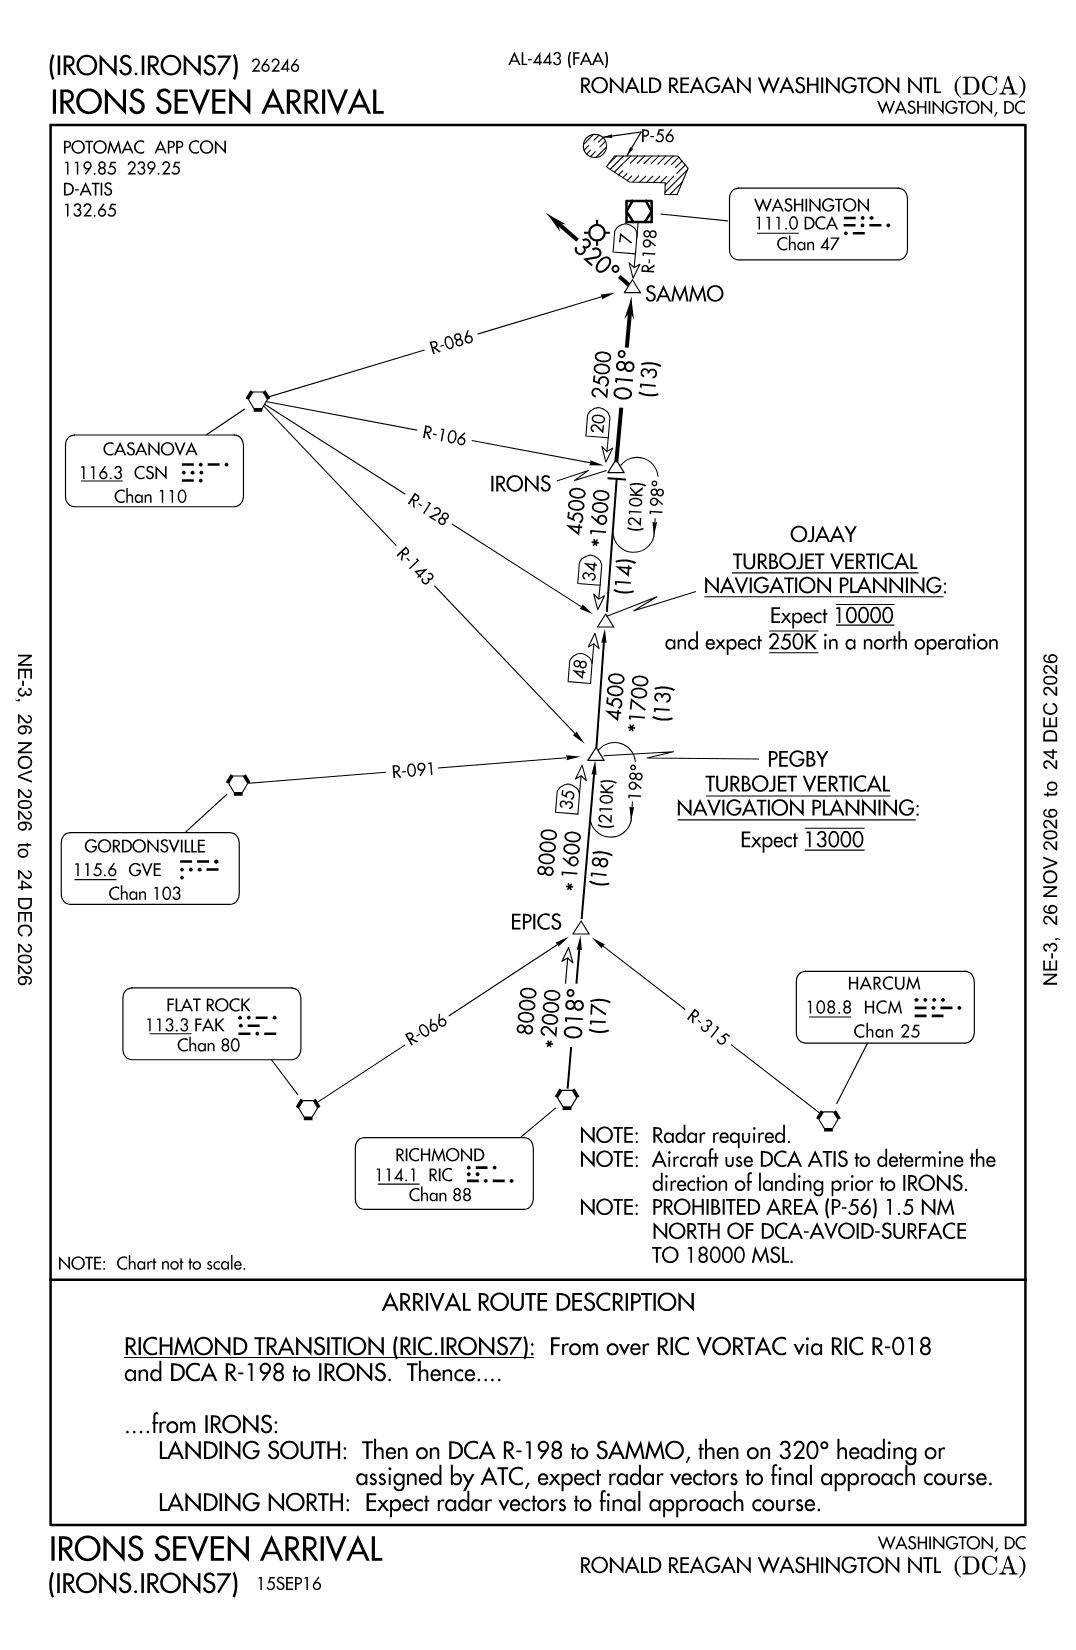 (IRONS.IRONS7) 26246
AL-443 (FAA)
RONALD REAGAN WASHINGTON NTL (DCA)
IRONS SEVEN ARRIVAL
WASHINGTON, DC
POTOMAC APP CON
119.85 239.25
D-ATIS
132.65
P-56
WASHINGTON
111.0 DCA
Chan 47
7
R-198
320°
SAMMO
R-086
2500
018°
(13)
20
CASANOVA
116.3 CSN
Chan 110
R-106
IRONS
4500
*1600
(14)
(210K)
198°
R-128
34
R-143
OJAAY
TURBOJET VERTICAL
NAVIGATION PLANNING:
Expect 10000
and expect 250K in a north operation
48
4500
*1700
(13)
PEGBY
TURBOJET VERTICAL
NAVIGATION PLANNING:
Expect 13000
R-091
35
(210K)
198°
GORDONSVILLE
115.6 GVE
Chan 103
8000
*1600
(18)
EPICS
FLAT ROCK
113.3 FAK
Chan 80
R-066
8000
*2000
018°
(17)
R-315
HARCUM
108.8 HCM
Chan 25
RICHMOND
114.1 RIC
Chan 88
NOTE: Radar required.
NOTE: Aircraft use DCA ATIS to determine the
direction of landing prior to IRONS.
NOTE: PROHIBITED AREA (P-56) 1.5 NM
NORTH OF DCA-AVOID-SURFACE
TO 18000 MSL.
NOTE: Chart not to scale.
NE-3, 26 NOV 2026 to 24 DEC 2026
NE-3, 26 NOV 2026 to 24 DEC 2026
ARRIVAL ROUTE DESCRIPTION
RICHMOND TRANSITION (RIC.IRONS7): From over RIC VORTAC via RIC R-018
and DCA R-198 to IRONS. Thence....
....from IRONS:
LANDING SOUTH: Then on DCA R-198 to SAMMO, then on 320° heading or
assigned by ATC, expect radar vectors to final approach course.
LANDING NORTH: Expect radar vectors to final approach course.
IRONS SEVEN ARRIVAL
WASHINGTON, DC
RONALD REAGAN WASHINGTON NTL (DCA)
(IRONS.IRONS7) 15SEP16